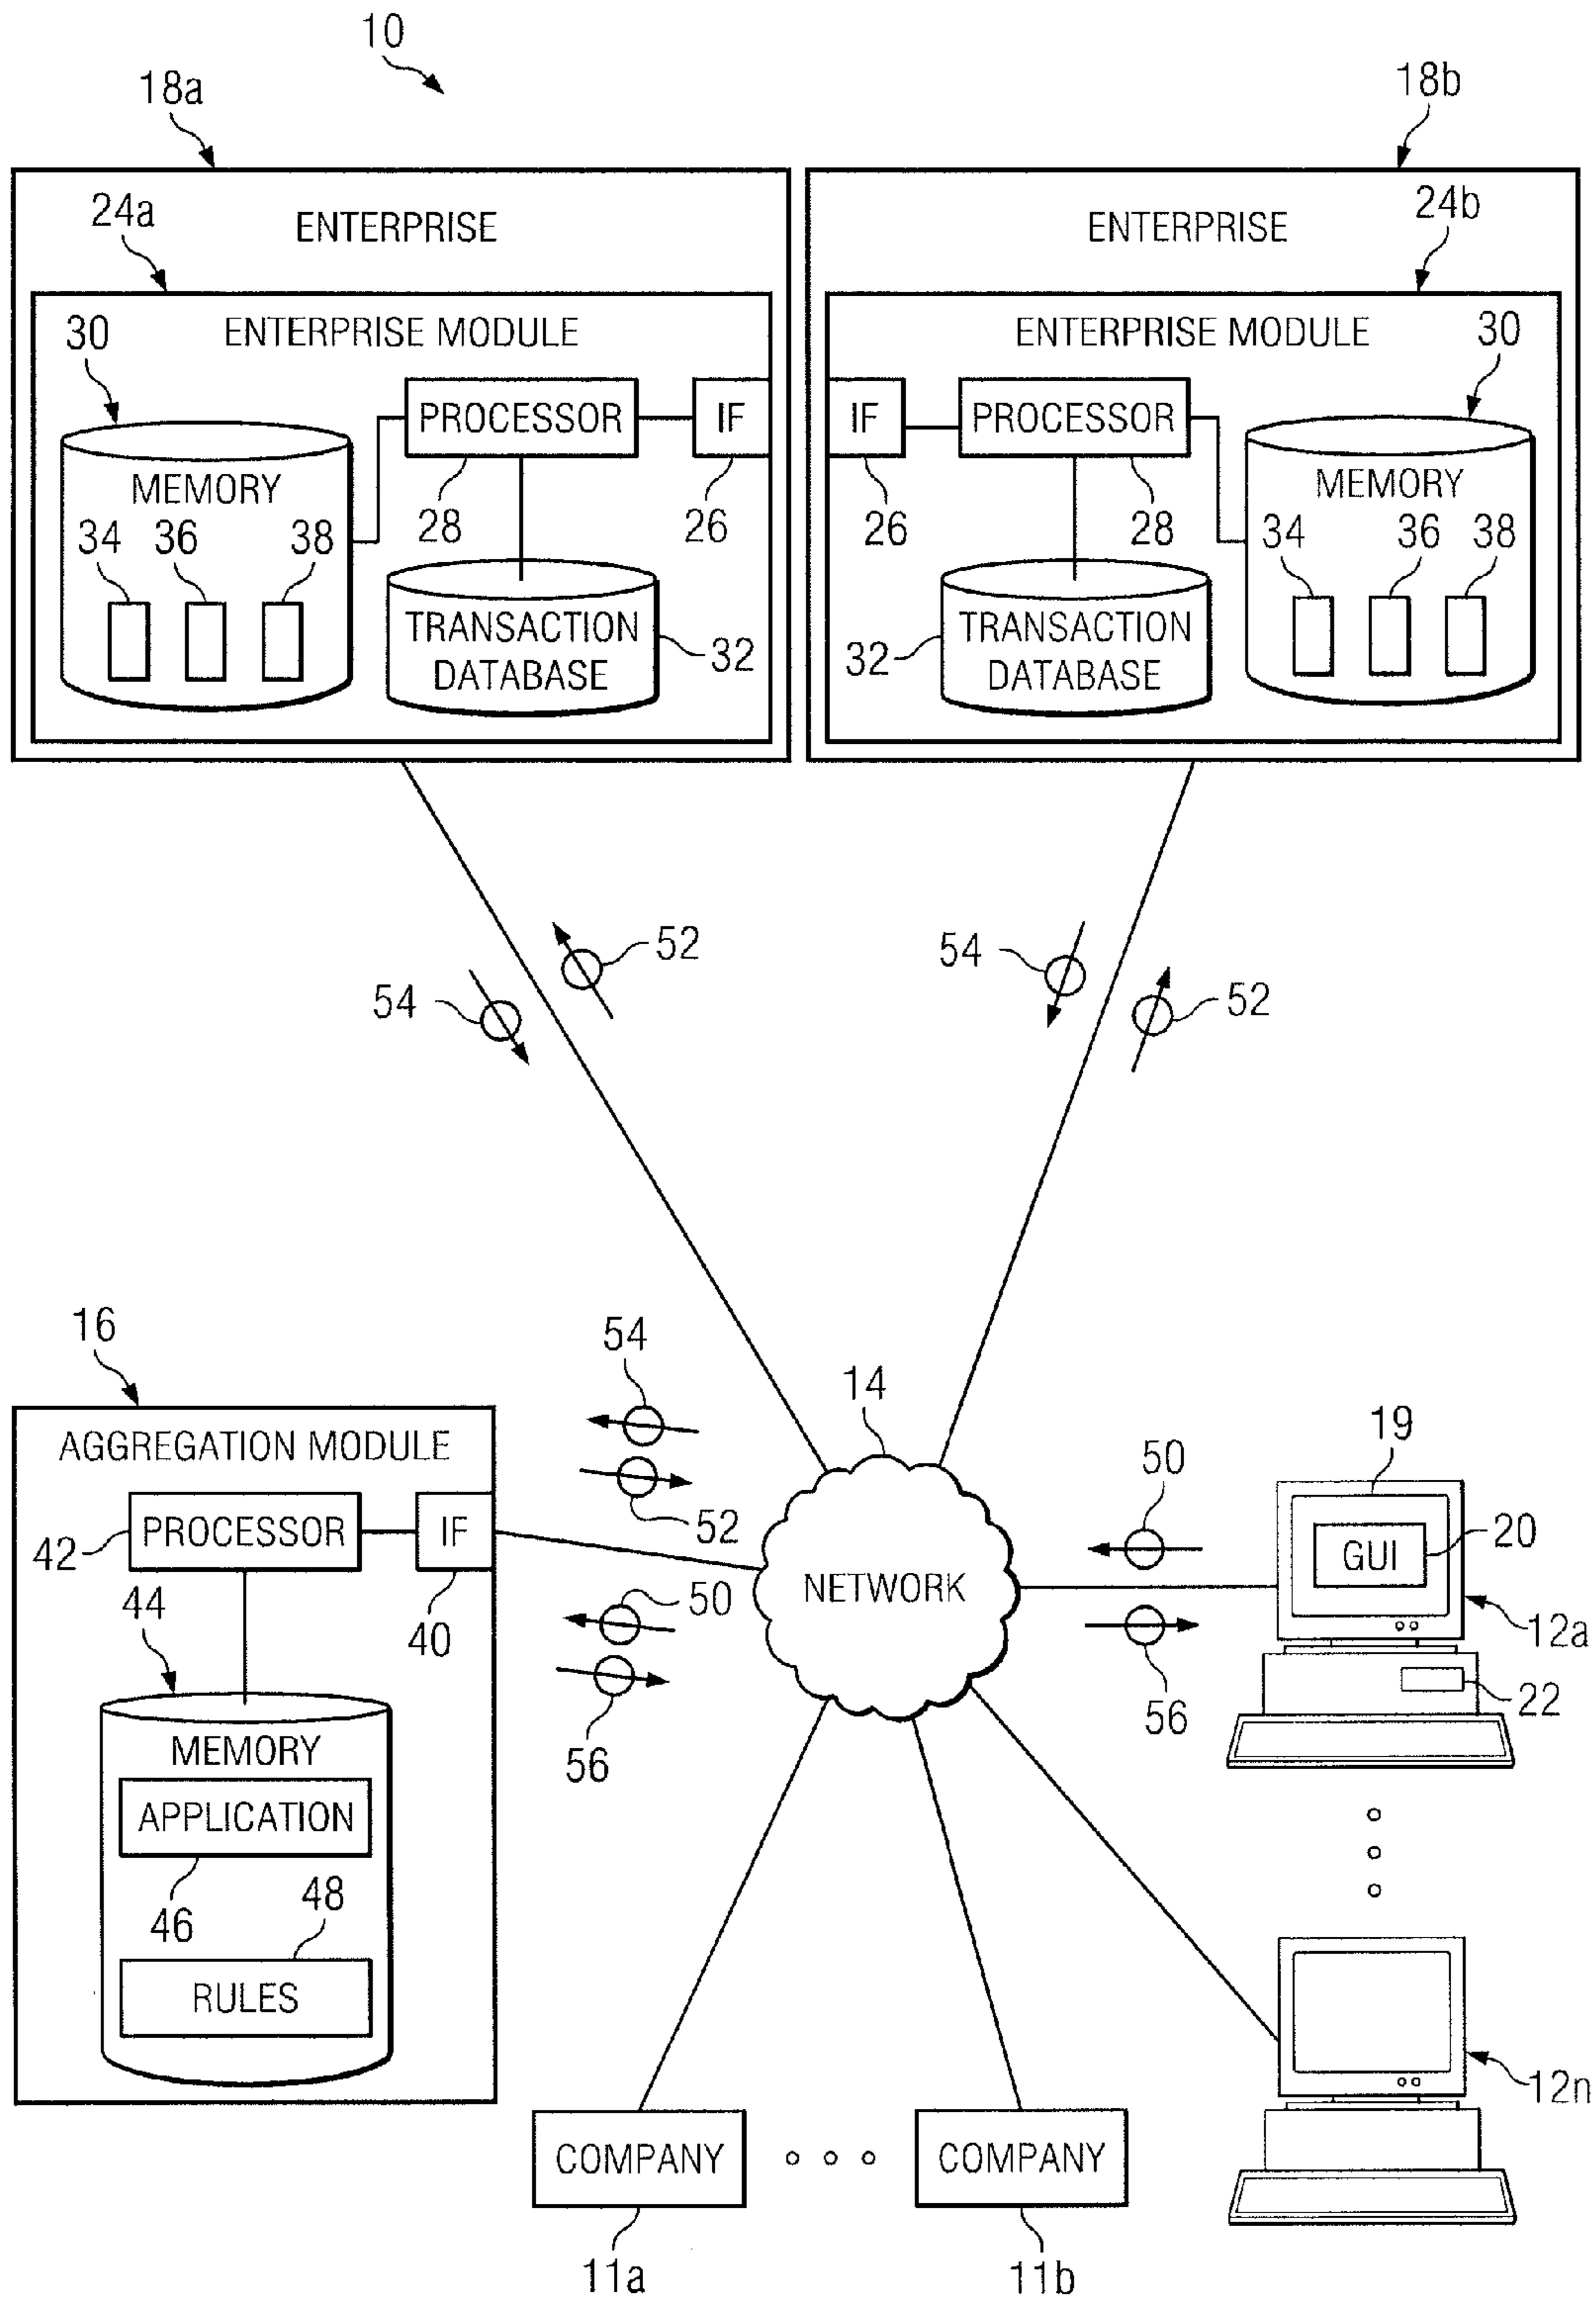 10
18a
18b
24a
ENTERPRISE
ENTERPRISE
24b
30
ENTERPRISE MODULE
ENTERPRISE MODULE
30
PROCESSOR
IF
IF
PROCESSOR
MEMORY
MEMORY
28
26
26
28
34 36 38
34 36 38
TRANSACTION
DATABASE
32
32
TRANSACTION
DATABASE
54
52
54
52
16
54
14
19
50
AGGREGATION MODULE
PROCESSOR
IF
42
52
GUI
20
44
40
50
NETWORK
12a
56
56
22
MEMORY
APPLICATION
46
48
RULES
12n
COMPANY
COMPANY
11a
11b